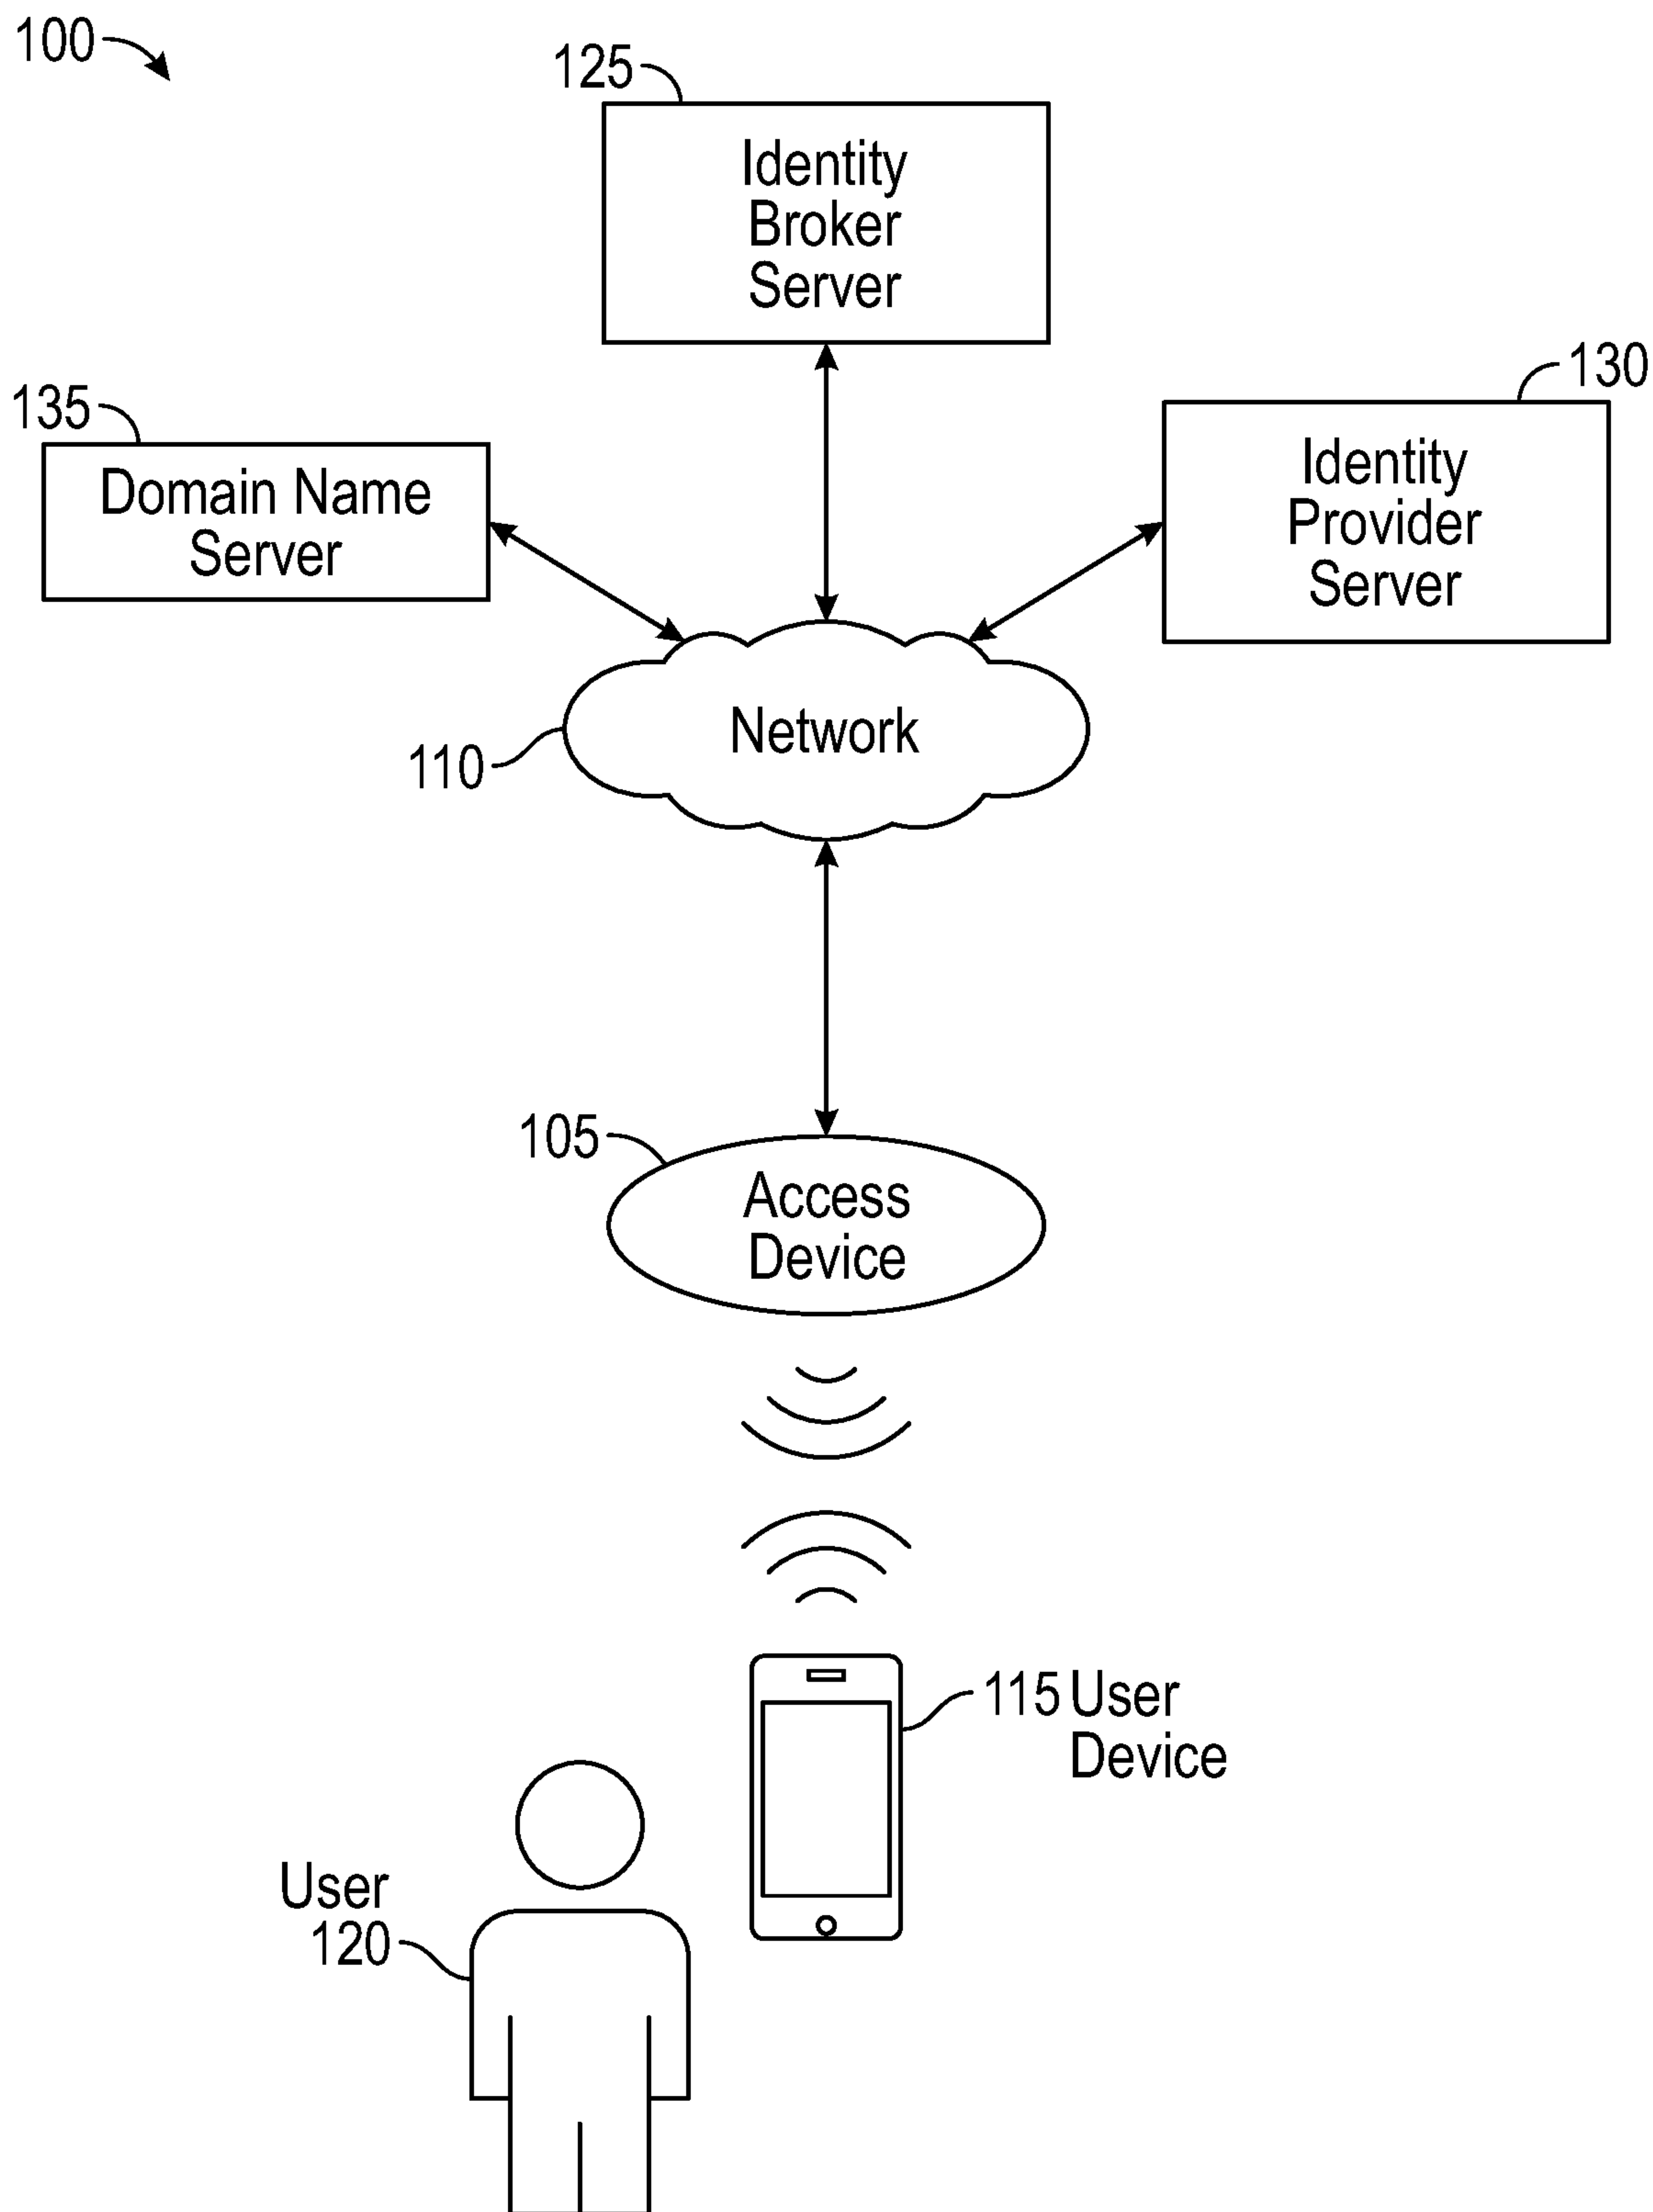 100
125
Identity
Broker
Server
130
135
Domain Name
Server
Identity
Provider
Server
Network
110
105
Access
Device
115 User
Device
User
120